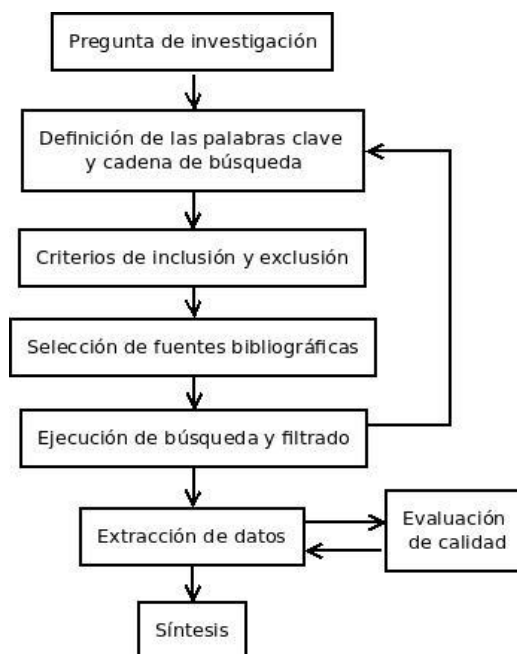 Pregunta de investigación
Definición de las palabras clave
y cadena de búsqueda
Criterios de inclusión y exclusión
Selección de fuentes bibliográficas
Ejecución de búsqueda y filtrado
Extracción de datos
Evaluación
de calidad
Síntesis